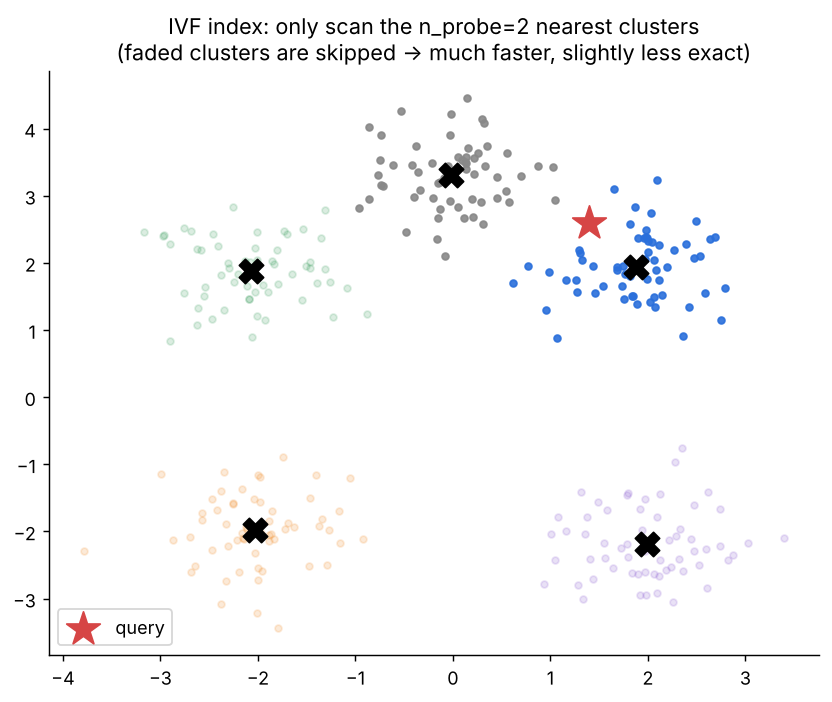 IVF index: only scan the n_probe=2 nearest clusters
(faded clusters are skipped → much faster, slightly less exact)
4
3
2
1
0
−1
−2
−3
query
−4 −3 −2 −1 0 1 2 3